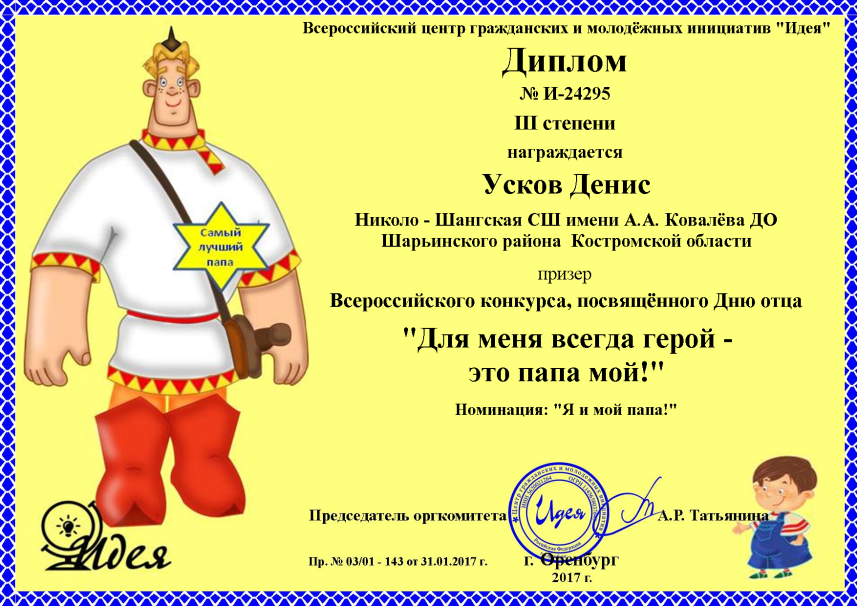 Всероссийский центр гражданских и молодёжных инициатив "Идея"
Диплом
№ И-24295
III степени
награждается
Усков Денис
Николо - Шангская СШ имени А.А. Ковалёва ДО
Шарьинского района Костромской области
призер
Всероссийского конкурса, посвящённого Дню отца
"Для меня всегда герой -
это папа мой!"
Номинация: "Я и мой папа!"
Самый
лучший
папа
Председатель оргкомитета
А.Р. Татьянина
Идея
Российская Федерация
Идея
Пр. № 03/01 - 143 от 31.01.2017 г.
г. Оренбург
2017 г.